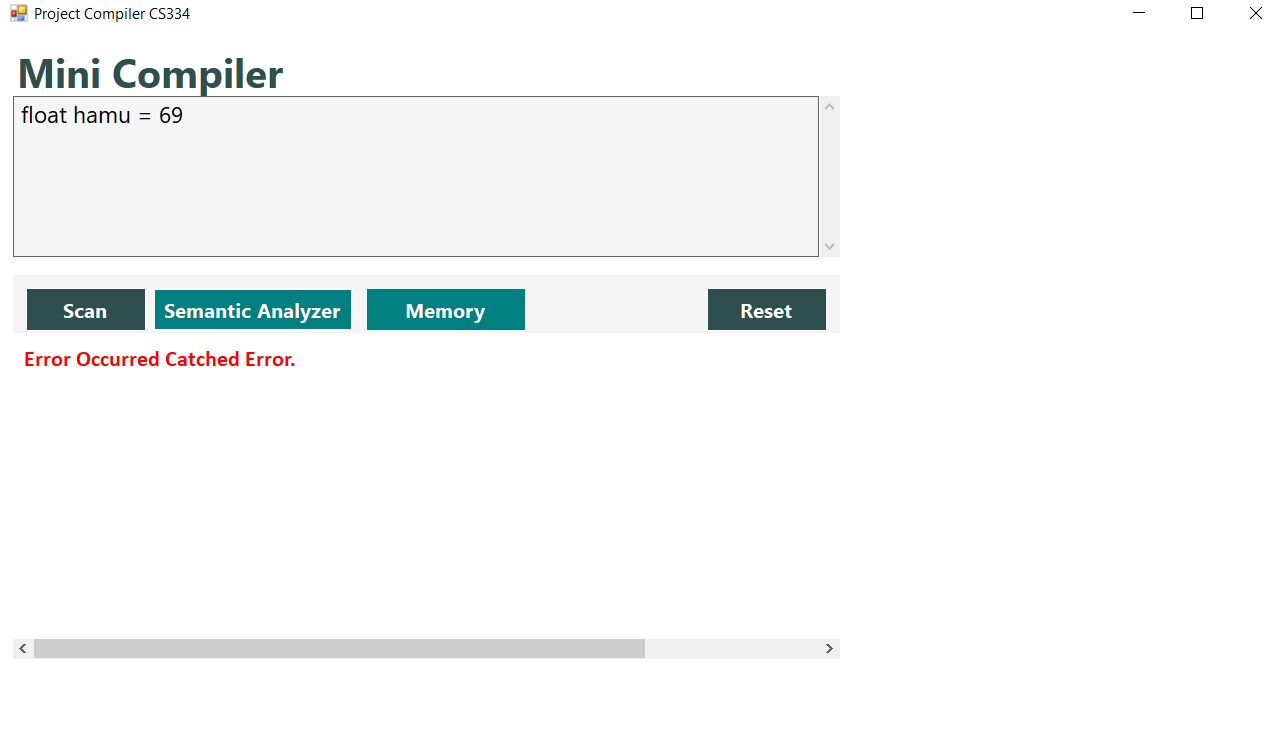 Project Compiler CS334
Mini Compiler
float hamu = 69
Scan Semantic Analyzer Memory Reset
Error Occurred Catched Error.